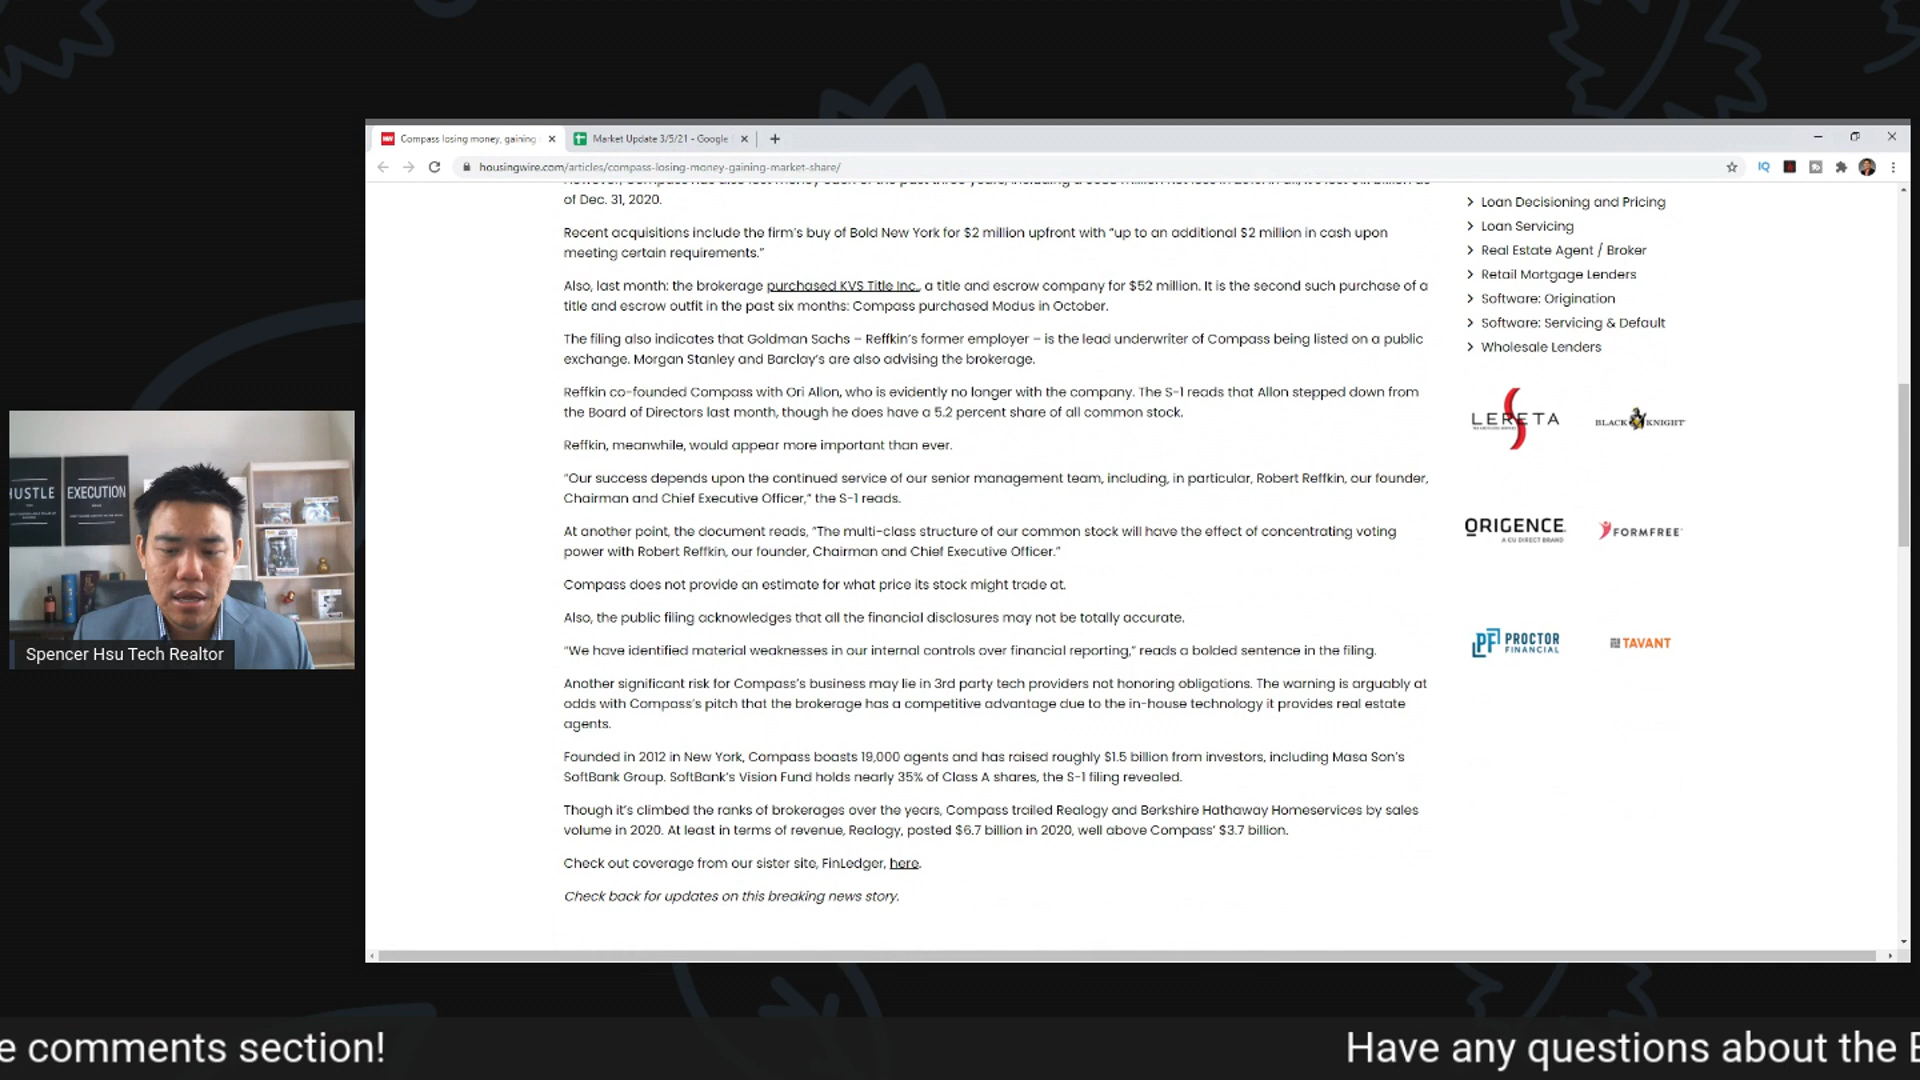 Compass losing money, gaining
Market Update 3/5/21 - Google
housingwire.com/articles/compass-losing-money-gaining-market-share/
of Dec. 31, 2020.
Recent acquisitions include the firm's buy of Bold New York for $2 million upfront with "up to an additional $2 million in cash upon
meeting certain requirements."
Also, last month: the brokerage purchased KVS Title Inc., a title and escrow company for $52 million. It is the second such purchase of a
title and escrow outfit in the past six months: Compass purchased Modus in October.
The filing also indicates that Goldman Sachs – Reffkin's former employer – is the lead underwriter of Compass being listed on a public
exchange. Morgan Stanley and Barclay's are also advising the brokerage.
Reffkin co-founded Compass with Ori Allon, who is evidently no longer with the company. The S-1 reads that Allon stepped down from
the Board of Directors last month, though he does have a 5.2 percent share of all common stock.
Reffkin, meanwhile, would appear more important than ever.
"Our success depends upon the continued service of our senior management team, including, in particular, Robert Reffkin, our founder,
Chairman and Chief Executive Officer," the S-1 reads.
At another point, the document reads, "The multi-class structure of our common stock will have the effect of concentrating voting
power with Robert Reffkin, our founder, Chairman and Chief Executive Officer."
Compass does not provide an estimate for what price its stock might trade at.
Also, the public filing acknowledges that all the financial disclosures may not be totally accurate.
"We have identified material weaknesses in our internal controls over financial reporting," reads a bolded sentence in the filing.
Another significant risk for Compass's business may lie in 3rd party tech providers not honoring obligations. The warning is arguably at
odds with Compass's pitch that the brokerage has a competitive advantage due to the in-house technology it provides real estate
agents.
Founded in 2012 in New York, Compass boasts 19,000 agents and has raised roughly $1.5 billion from investors, including Masa Son's
SoftBank Group. SoftBank's Vision Fund holds nearly 35% of Class A shares, the S-1 filing revealed.
Though it's climbed the ranks of brokerages over the years, Compass trailed Realogy and Berkshire Hathaway Homeservices by sales
volume in 2020. At least in terms of revenue, Realogy, posted $6.7 billion in 2020, well above Compass' $3.7 billion.
Check out coverage from our sister site, FinLedger, here.
Check back for updates on this breaking news story.
Loan Decisioning and Pricing
Loan Servicing
Real Estate Agent / Broker
Retail Mortgage Lenders
Software: Origination
Software: Servicing & Default
Wholesale Lenders
LERETA
BLACK KNIGHT
ORIGENCE
A CU DIRECT BRAND
FORMFREE
PF PROCTOR
FINANCIAL
TAVANT
HUSTLE
EXECUTION
Spencer Hsu Tech Realtor
e comments section!
Have any questions about the